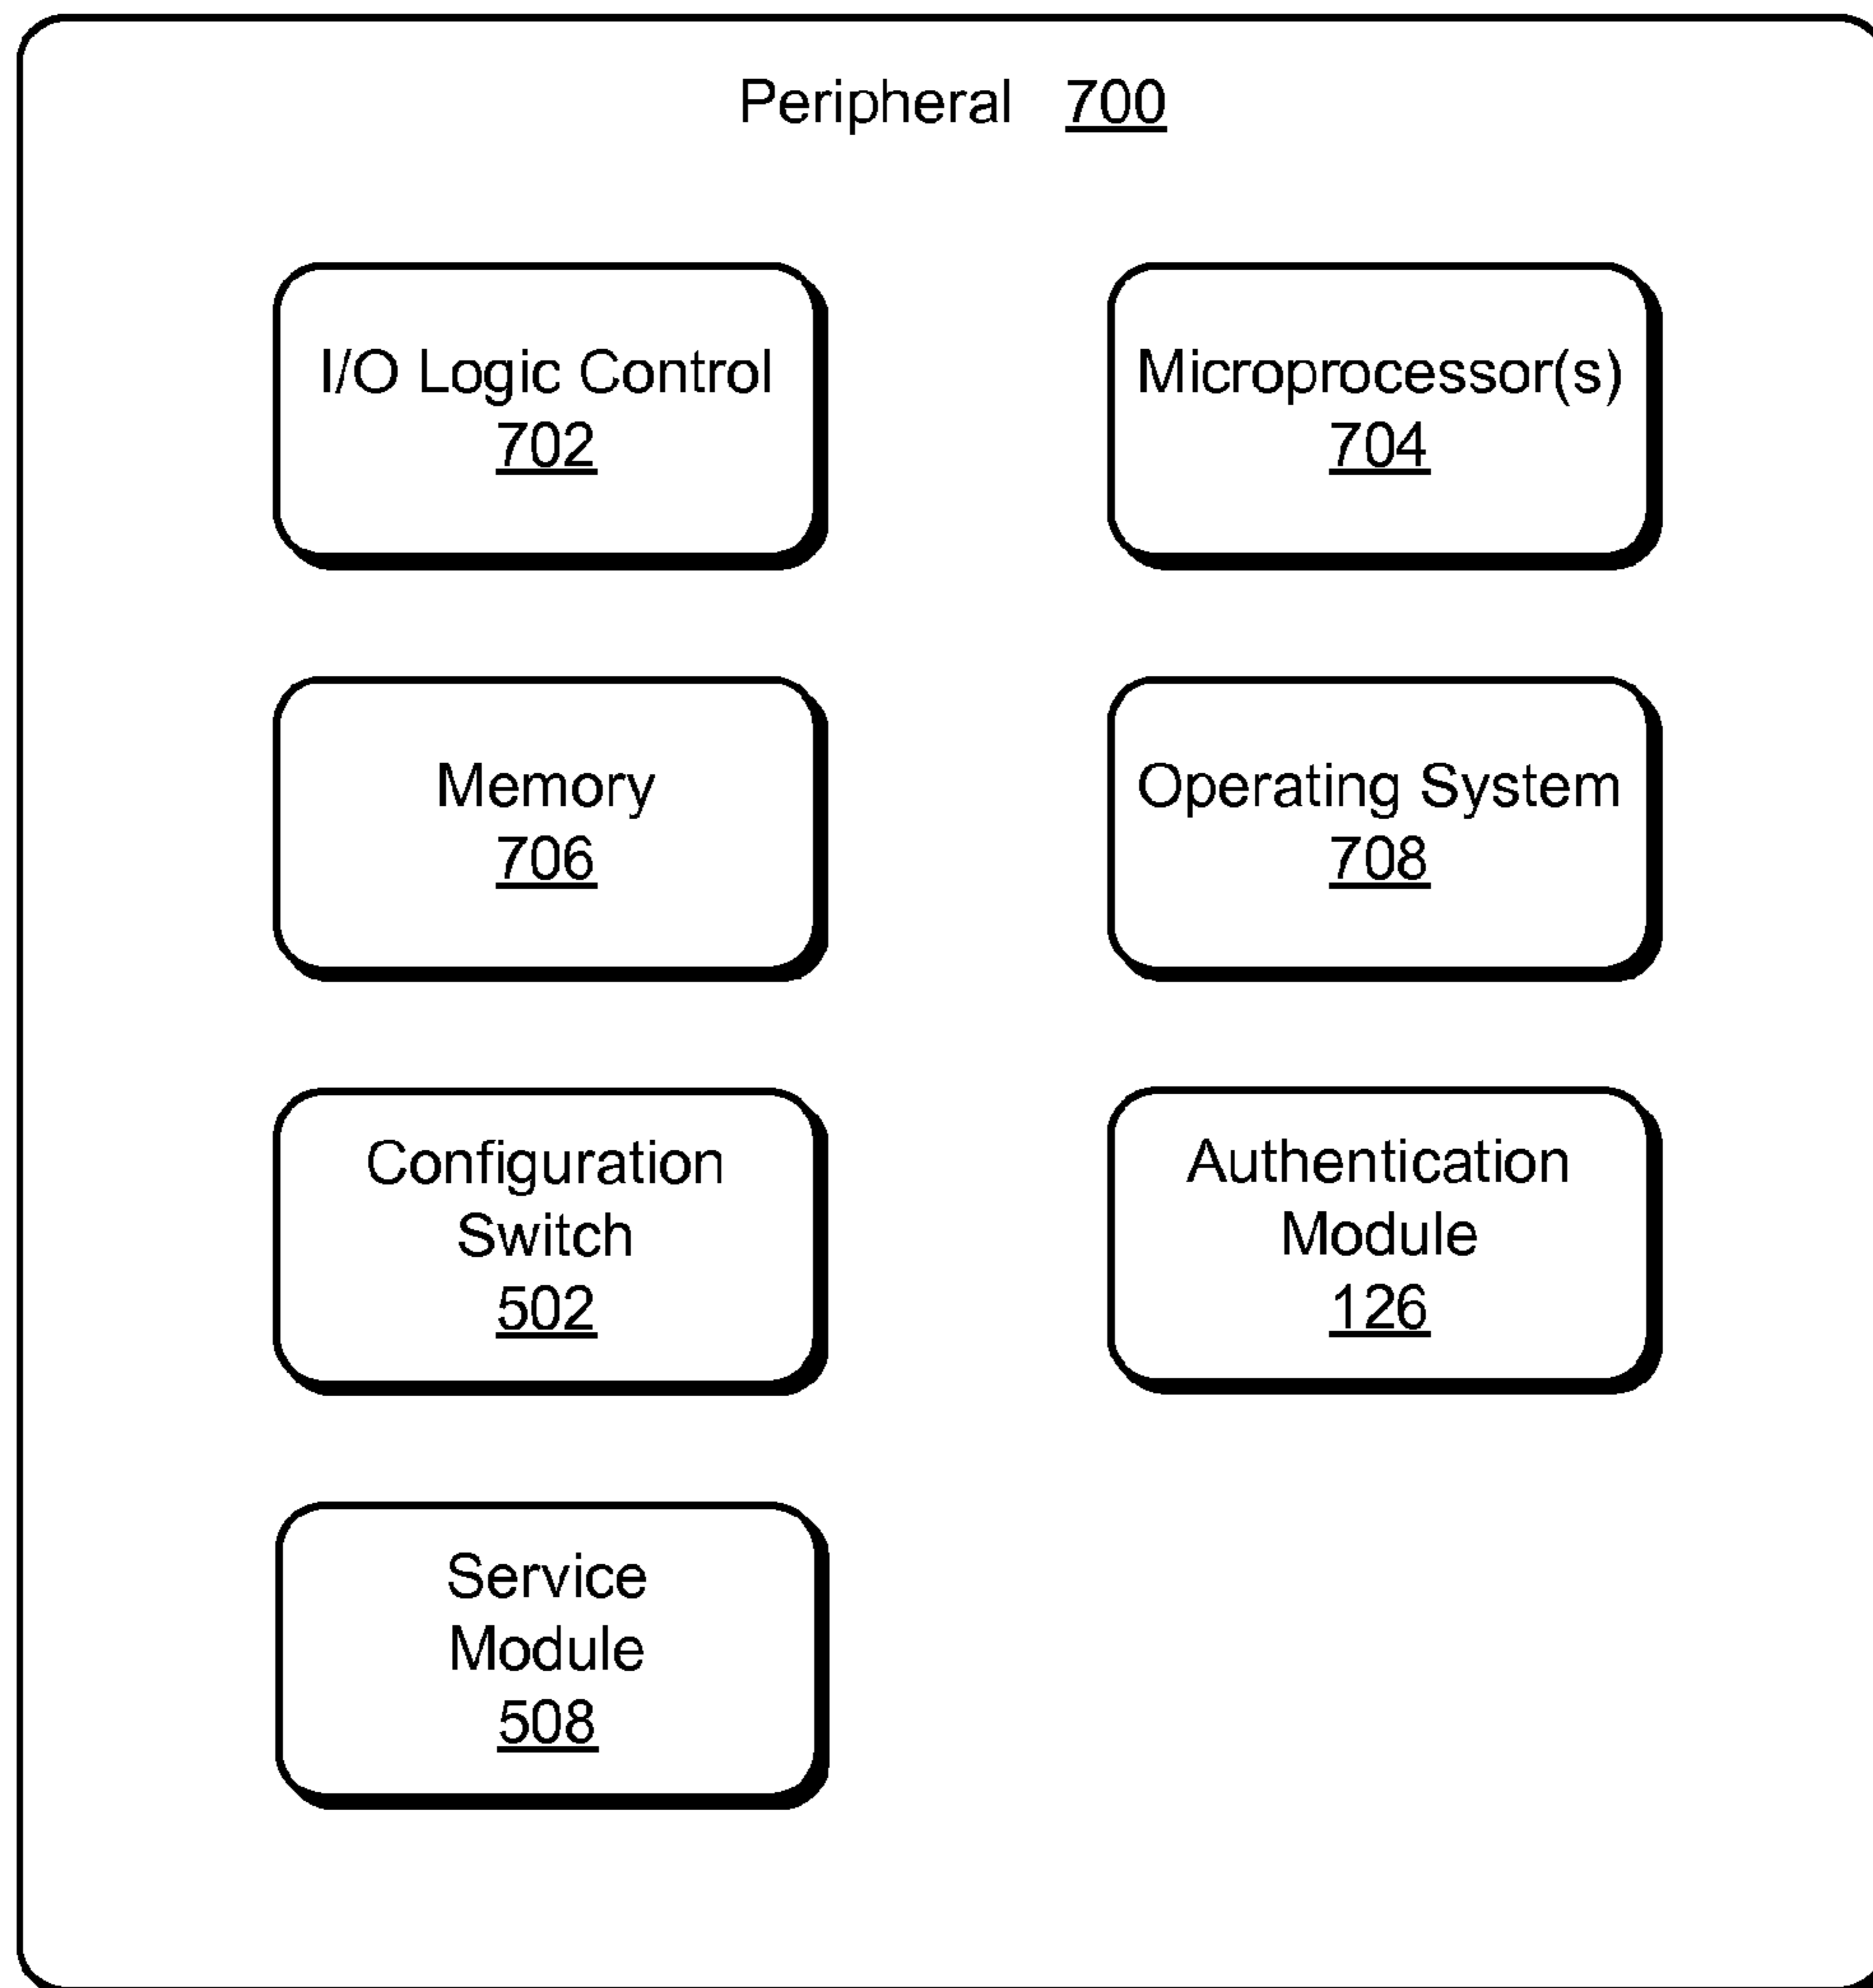 Peripheral 700
I/O Logic Control
702
Microprocessor(s)
704
Memory
706
Operating System
708
Configuration
Switch
502
Authentication
Module
126
Service
Module
508